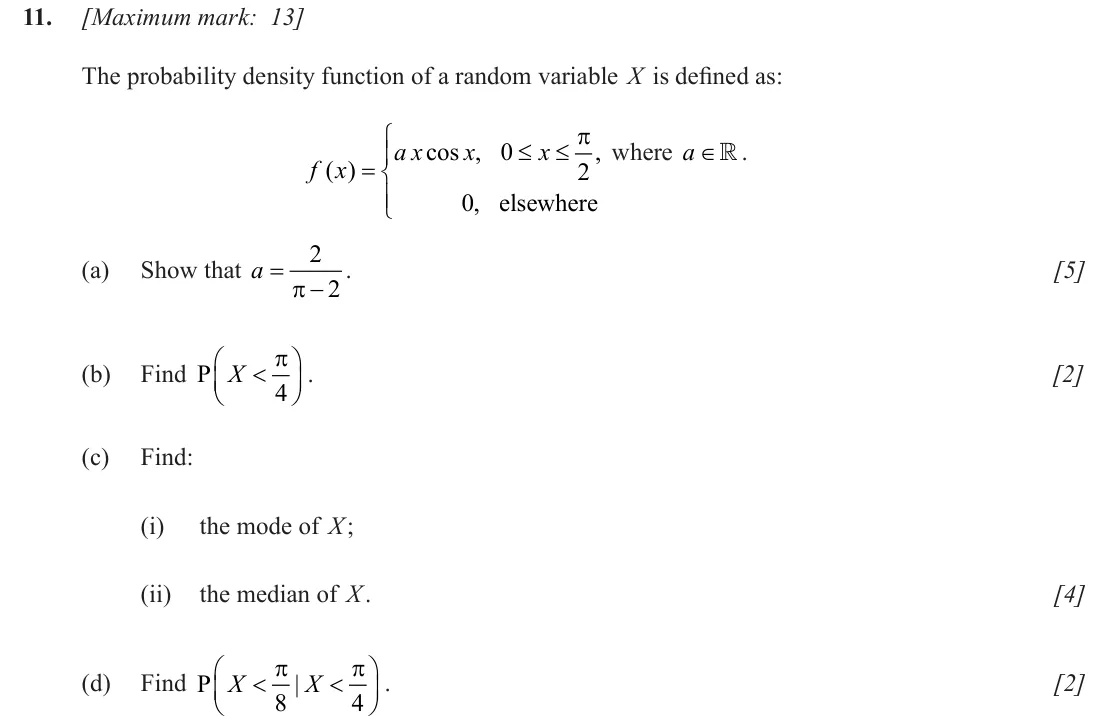 11. [Maximum mark: 13]
The probability density function of a random variable X is defined as:
f (x) = { a x cos x, 0 ≤ x ≤ π/2, where a ∈ ℝ.
0, elsewhere
(a) Show that a = 2/(π − 2). [5]
(b) Find P(X < π/4). [2]
(c) Find:
(i) the mode of X;
(ii) the median of X. [4]
(d) Find P(X < π/8 | X < π/4). [2]